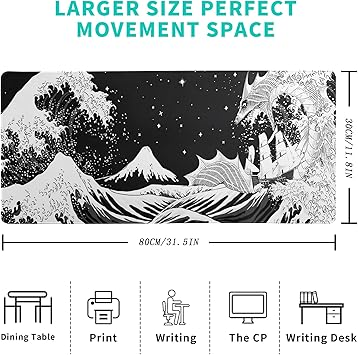 LARGER SIZE PERFECT
MOVEMENT SPACE
30CM/11.8IN
80CM/31.5IN
Dining Table
Print
Writing
The CP
Writing Desk